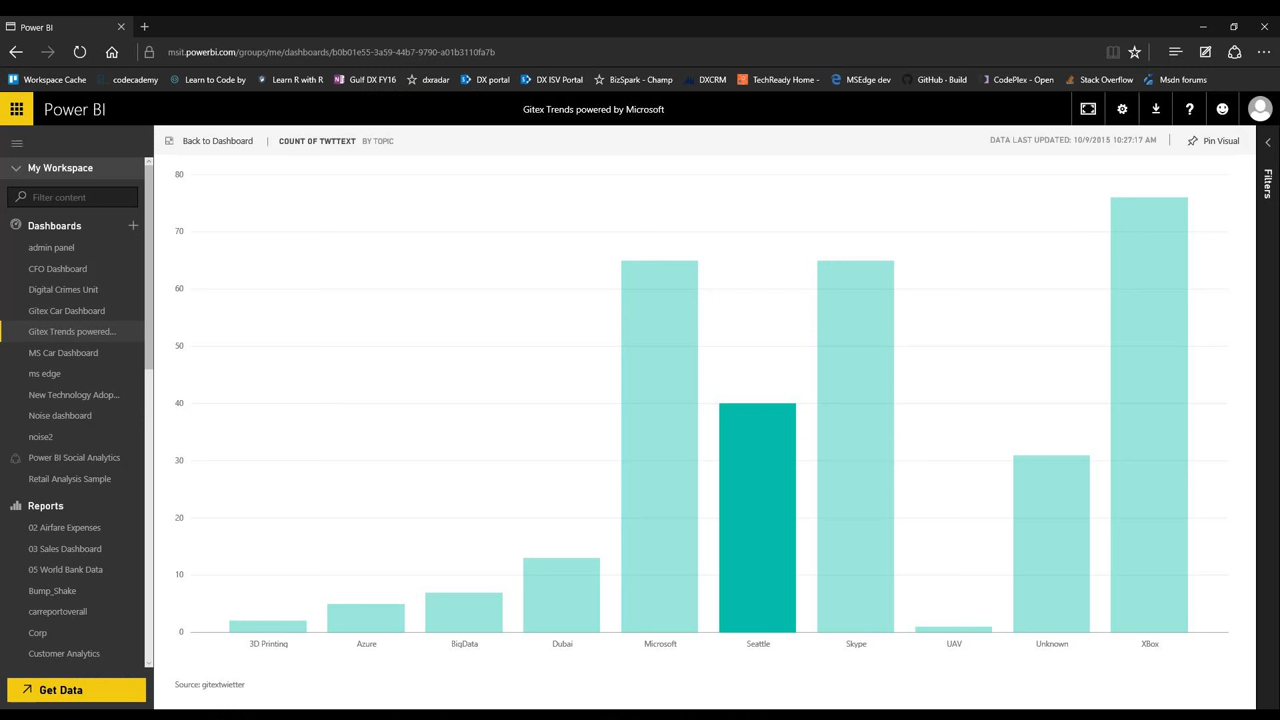 Power BI
msit.powerbi.com/groups/me/dashboards/b0b01e55-3a59-44b7-9790-a01b3110fa7b
Workspace Cache codecademy Learn to Code by Learn R with R Gulf DX FY16 dxradar DX portal DX ISV Portal BizSpark - Champ DXCRM TechReady Home - MSEdge dev GitHub · Build CodePlex - Open Stack Overflow Msdn forums
Power BI
Gitex Trends powered by Microsoft
My Workspace
Filter content
Dashboards
admin panel
CFO Dashboard
Digital Crimes Unit
Gitex Car Dashboard
Gitex Trends powered...
MS Car Dashboard
ms edge
New Technology Adop...
Noise dashboard
noise2
Power BI Social Analytics
Retail Analysis Sample
Reports
02 Airfare Expenses
03 Sales Dashboard
05 World Bank Data
Bump_Shake
carreportoverall
Corp
Customer Analytics
Get Data
Back to Dashboard | COUNT OF TWTTEXT BY TOPIC
DATA LAST UPDATED: 10/9/2015 10:27:17 AM | Pin Visual
Filters
80
70
60
50
40
30
20
10
0
3D Printing Azure BigData Dubai Microsoft Seattle Skype UAV Unknown XBox
Source: gitextwietter